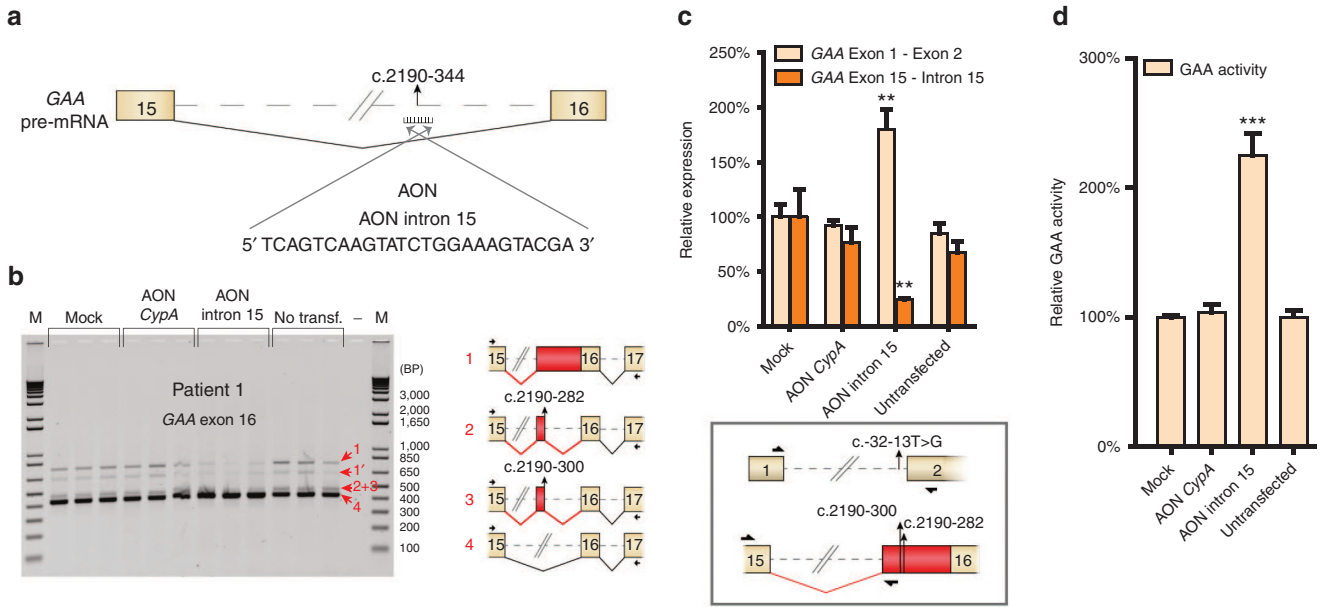 a
c.2190-344
GAA
pre-mRNA
15
16
AON
AON intron 15
5′ TCAGTCAAGTATCTGGAAAGTACGA 3′
b
M
Mock
AON
CypA
AON
intron 15
No transf.
–
M
Patient 1
GAA exon 16
(BP)
3,000
2,000
1,650
1,000
850
650
500
400
300
200
100
1
1′
2+3
4
1
15
16
17
c.2190-282
2
15
16
17
c.2190-300
3
15
16
17
4
15
16
17
c
250%
200%
150%
100%
50%
0%
Relative expression
GAA Exon 1 - Exon 2
GAA Exon 15 - Intron 15
**
**
Mock
AON CypA
AON intron 15
Untransfected
c.-32-13T>G
1
2
c.2190-300
c.2190-282
15
16
d
300%
200%
100%
0%
Relative GAA activity
GAA activity
***
Mock
AON CypA
AON intron 15
Untransfected